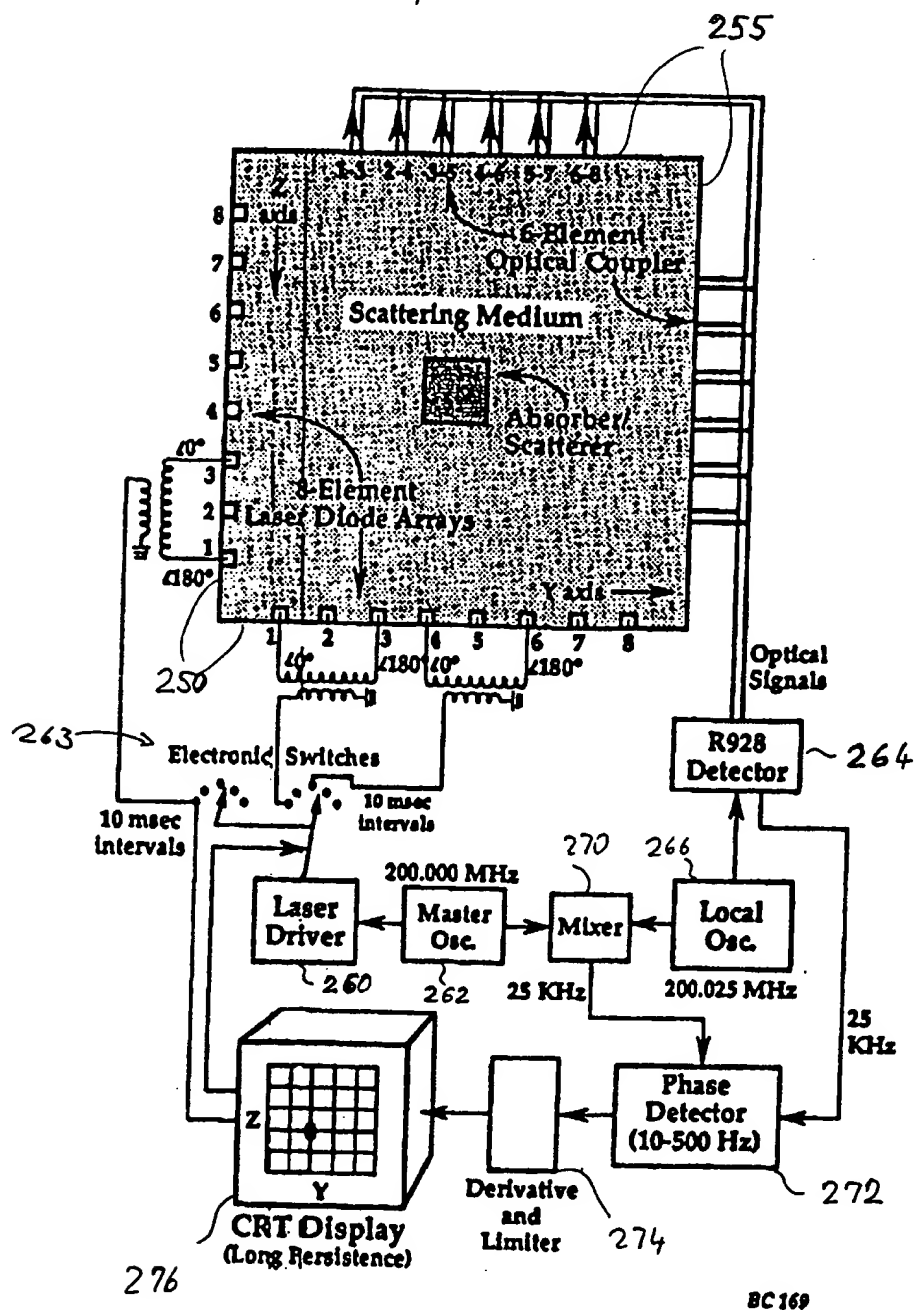 255
1-3 2-4 3-5 4-6 5-7 6-8
Z
axis
8
7
6
5
4
3
2
1
6-Element
Optical Coupler
Scattering Medium
Absorber/
Scatterer
∠0°
8-Element
Laser Diode Arrays
∠180°
Y axis
1 2 3 4 5 6 7 8
250
∠0° ∠180° ∠0° ∠180°
Optical
Signals
263
Electronic Switches
R928
Detector
264
10 msec
intervals
10 msec
intervals
200.000 MHz
270
266
Laser
Driver
Master
Osc.
Mixer
Local
Osc.
260
262
25 KHz
200.025 MHz
25
KHz
Phase
Detector
(10-500 Hz)
Z
Y
272
Derivative
and
Limiter
274
CRT Display
(Long Persistence)
276
BC 169